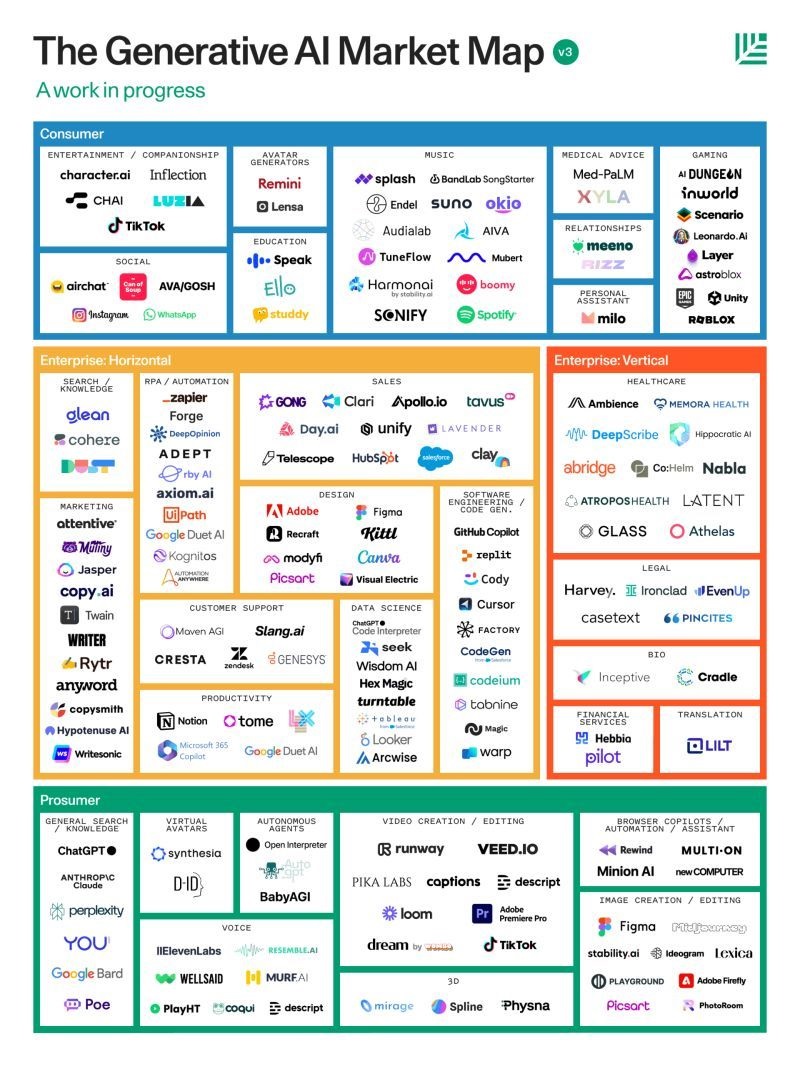 The Generative AI Market Map v3
A work in progress
Consumer
ENTERTAINMENT / COMPANIONSHIP
character.ai Inflection
CHAI LUZIA
TikTok
SOCIAL
airchat Can of Soup AVA/GOSH
Instagram WhatsApp
AVATAR
GENERATORS
Remini
Lensa
EDUCATION
Speak
Ello
studdy
MUSIC
splash BandLab SongStarter
Endel suno okio
Audialab AIVA
TuneFlow Mubert
Harmonai by stability.ai boomy
SONIFY Spotify
MEDICAL ADVICE
Med-PaLM
XYLA
RELATIONSHIPS
meeno
RIZZ
PERSONAL
ASSISTANT
milo
GAMING
AI DUNGEON
inworld
Scenario
Leonardo.Ai
Layer
astroblox
EPIC GAMES Unity
ROBLOX
Enterprise: Horizontal
SEARCH /
KNOWLEDGE
glean
cohere
DUST
MARKETING
attentive
Mutiny
Jasper
copy.ai
Twain
WRITER
Rytr
anyword
copysmith
Hypotenuse AI
WS Writesonic
RPA / AUTOMATION
zapier
Forge
DeepOpinion
ADEPT
orby AI
axiom.ai
UiPath
Google Duet AI
Kognitos
AUTOMATION
ANYWHERE
SALES
GONG Clari Apollo.io tavus
Day.ai unify LAVENDER
Telescope HubSpot salesforce clay
DESIGN
Adobe Figma
Recraft Kittl
modyfi Canva
Picsart Visual Electric
CUSTOMER SUPPORT
Maven AGI Slang.ai
CRESTA zendesk GENESYS
PRODUCTIVITY
Notion tome LEX
Microsoft 365
Copilot Google Duet AI
DATA SCIENCE
ChatGPT
Code Interpreter
seek
Wisdom AI
Hex Magic
turntable
tableau
from Salesforce
Looker
Arcwise
SOFTWARE
ENGINEERING /
CODE GEN.
GitHub Copilot
replit
Cody
Cursor
FACTORY
CodeGen
from Salesforce
codeium
tabnine
Magic
warp
Enterprise: Vertical
HEALTHCARE
Ambience MEMORA HEALTH
DeepScribe Hippocratic AI
abridge Co:Helm Nabla
ATROPOS HEALTH LATENT
GLASS Athelas
LEGAL
Harvey. Ironclad EvenUp
casetext PINCITES
BIO
Inceptive Cradle
FINANCIAL
SERVICES
Hebbia
pilot
TRANSLATION
LILT
Prosumer
GENERAL SEARCH
/ KNOWLEDGE
ChatGPT
ANTHROP\C
Claude
perplexity
YOU
Google Bard
Poe
VIRTUAL
AVATARS
synthesia
D-ID
AUTONOMOUS
AGENTS
Open Interpreter
Auto
gpt
BabyAGI
VOICE
IIElevenLabs RESEMBLE.AI
WELLSAID MURF.AI
PlayHT coqui descript
VIDEO CREATION / EDITING
runway VEED.IO
PIKA LABS captions descript
loom Pr Adobe
Premiere Pro
dream by WOMBO TikTok
3D
mirage Spline Physna
BROWSER COPILOTS /
AUTOMATION / ASSISTANT
Rewind MULTI·ON
Minion AI new COMPUTER
IMAGE CREATION / EDITING
Figma Midjourney
stability.ai Ideogram Lexica
PLAYGROUND Adobe Firefly
Picsart PhotoRoom